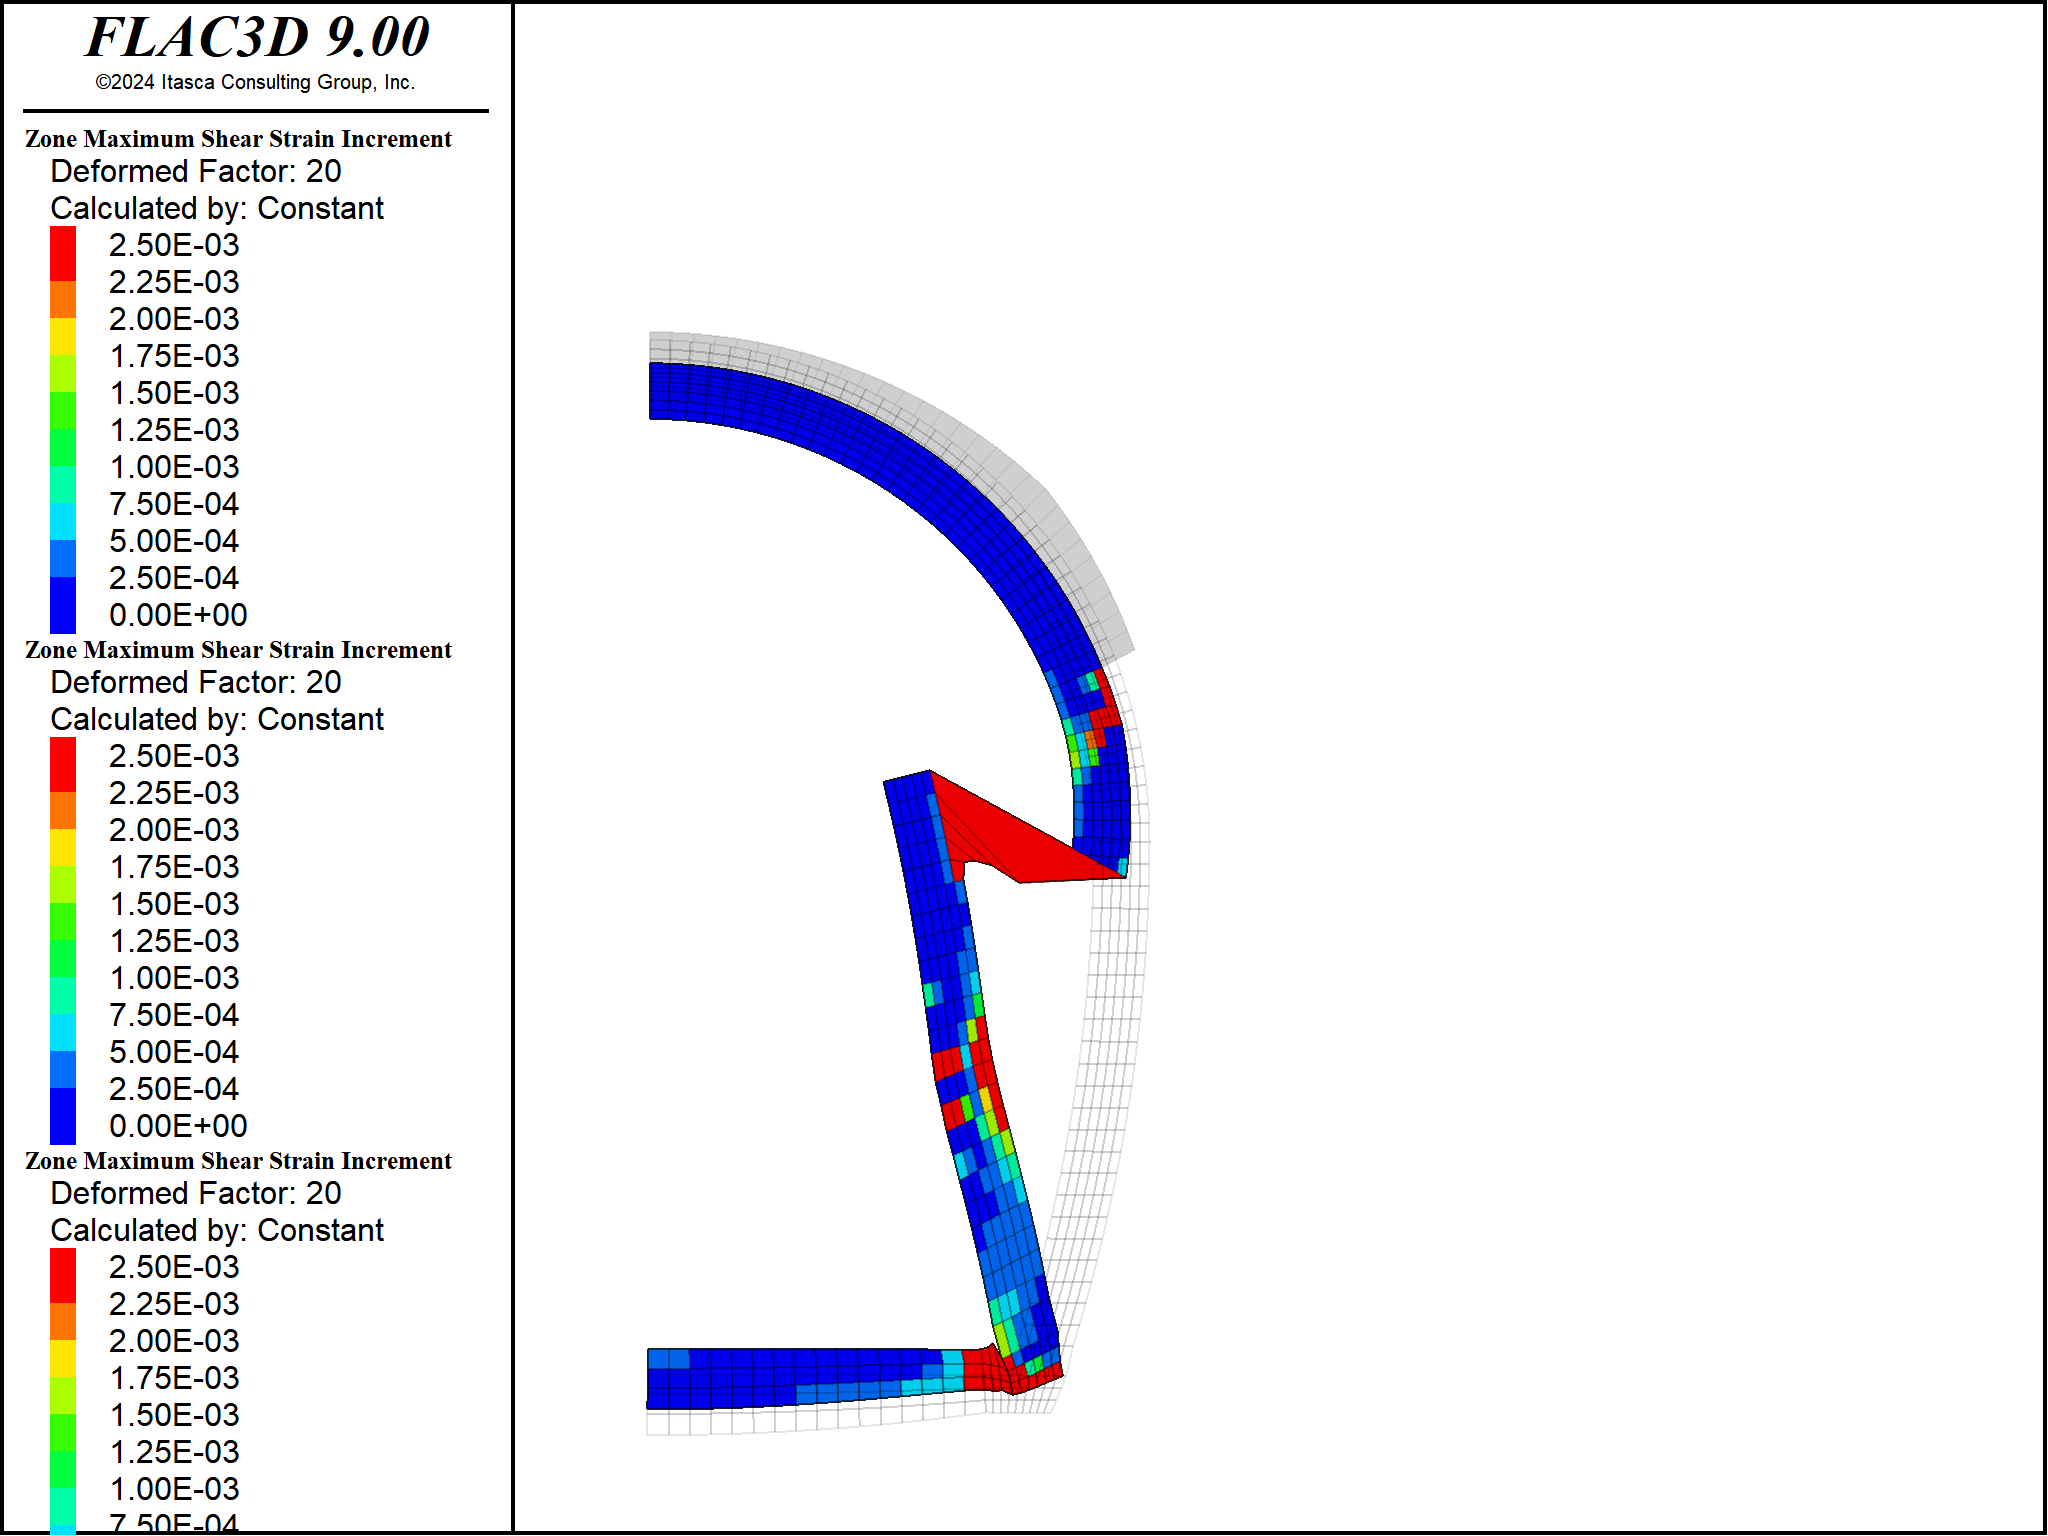 FLAC3D 9.00
©2024 Itasca Consulting Group, Inc.
Zone Maximum Shear Strain Increment
Deformed Factor: 20
Calculated by: Constant
2.50E-03
2.25E-03
2.00E-03
1.75E-03
1.50E-03
1.25E-03
1.00E-03
7.50E-04
5.00E-04
2.50E-04
0.00E+00
Zone Maximum Shear Strain Increment
Deformed Factor: 20
Calculated by: Constant
2.50E-03
2.25E-03
2.00E-03
1.75E-03
1.50E-03
1.25E-03
1.00E-03
7.50E-04
5.00E-04
2.50E-04
0.00E+00
Zone Maximum Shear Strain Increment
Deformed Factor: 20
Calculated by: Constant
2.50E-03
2.25E-03
2.00E-03
1.75E-03
1.50E-03
1.25E-03
1.00E-03
7.50E-04